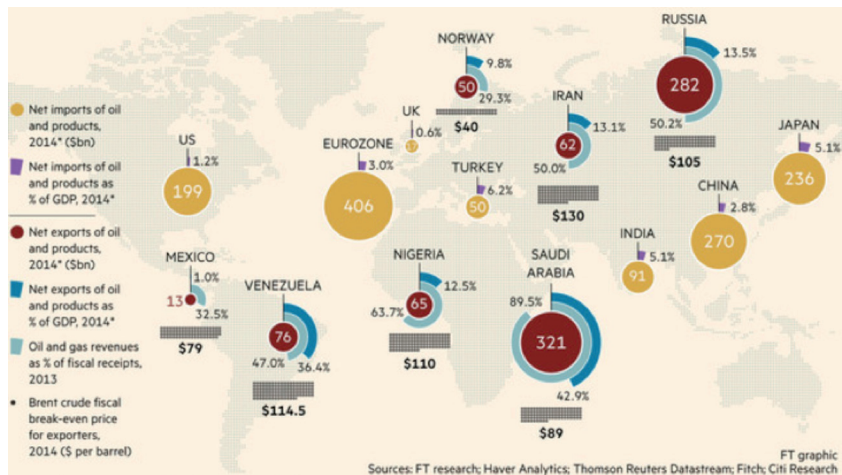 Net imports of oil
and products,
2014* ($bn)
Net imports of oil
and products as
% of GDP, 2014*
Net exports of oil
and products,
2014* ($bn)
Net exports of oil
and products as
% of GDP, 2014*
Oil and gas revenues
as % of fiscal receipts,
2013
Brent crude fiscal
break-even price
for exporters,
2014 ($ per barrel)
US
1.2%
199
MEXICO
1.0%
13
32.5%
$79
VENEZUELA
76
47.0%
36.4%
$114.5
NORWAY
9.8%
50
29.3%
$40
UK
0.6%
17
EUROZONE
3.0%
406
TURKEY
6.2%
50
NIGERIA
12.5%
65
63.7%
$110
IRAN
13.1%
62
50.0%
$130
SAUDI
ARABIA
89.5%
321
42.9%
$89
RUSSIA
13.5%
282
50.2%
$105
INDIA
5.1%
91
CHINA
2.8%
270
JAPAN
5.1%
236
FT graphic
Sources: FT research; Haver Analytics; Thomson Reuters Datastream; Fitch; Citi Research